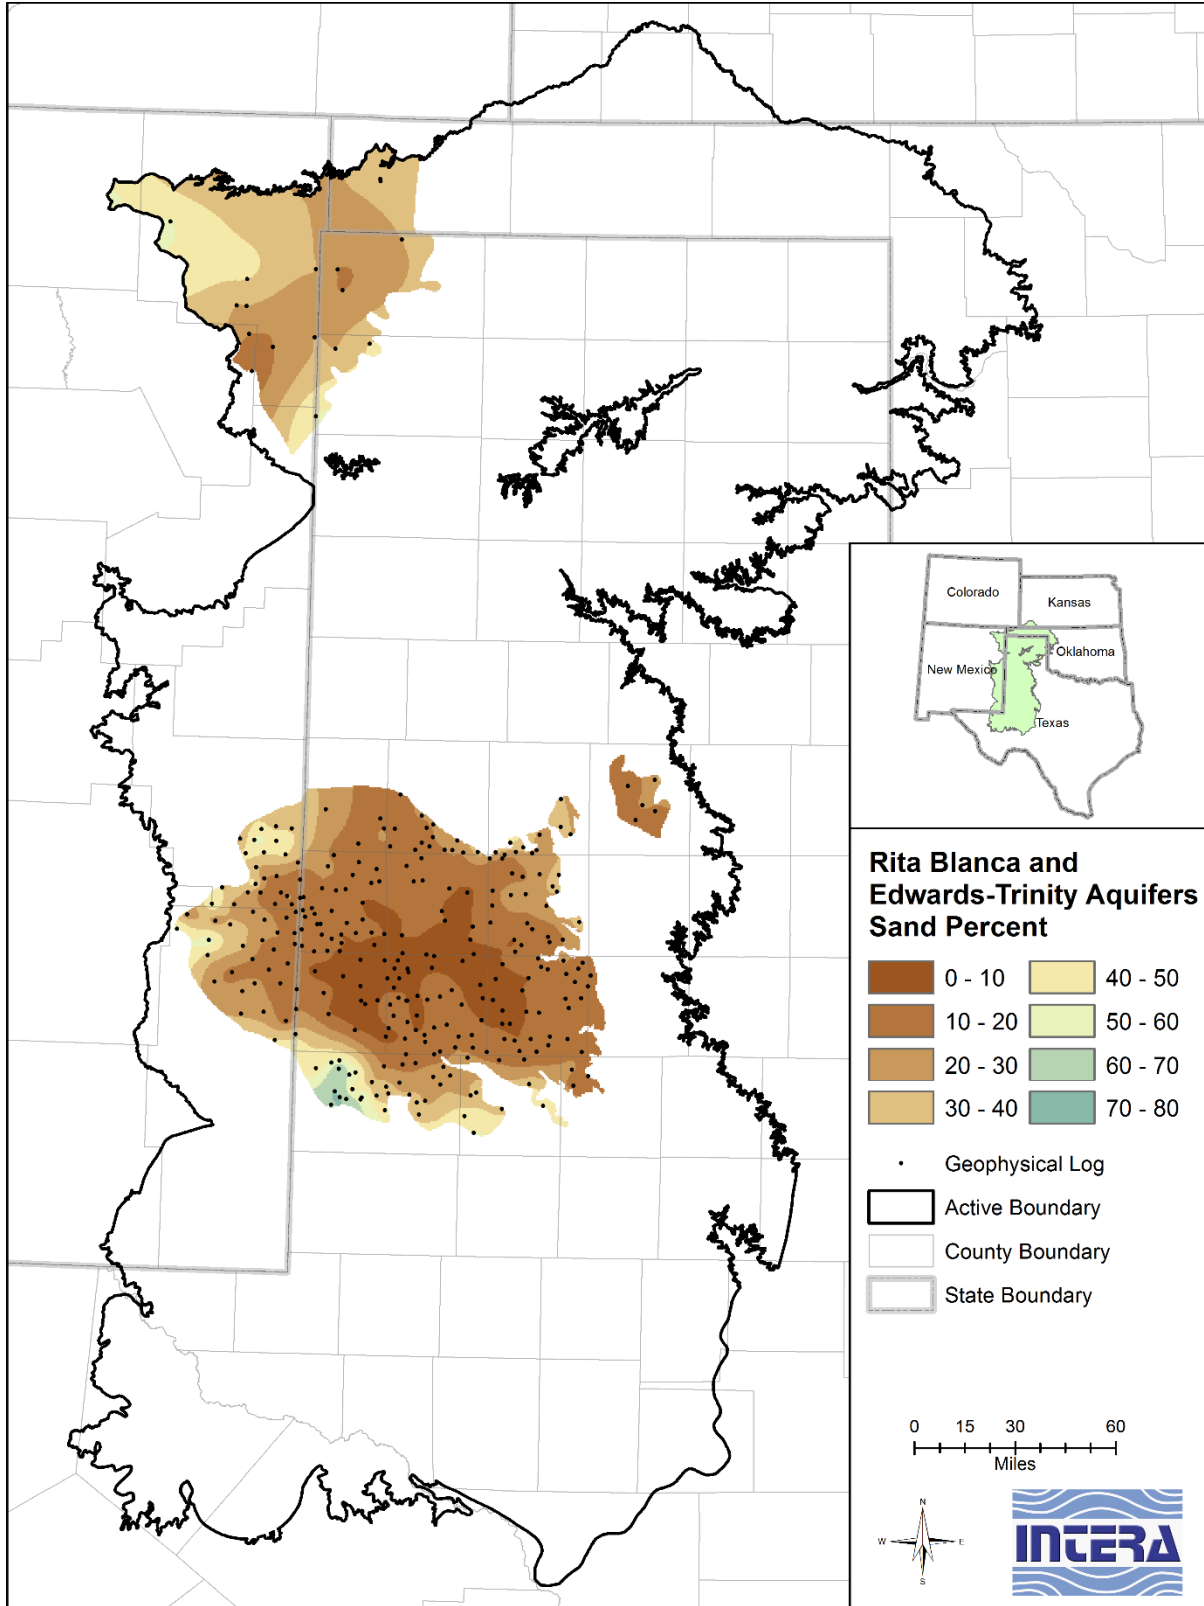 Colorado
Kansas
New Mexico
Oklahoma
Texas
Rita Blanca and
Edwards-Trinity Aquifers
Sand Percent
0 - 10
40 - 50
10 - 20
50 - 60
20 - 30
60 - 70
30 - 40
70 - 80
Geophysical Log
Active Boundary
County Boundary
State Boundary
0 15 30 60
Miles
N
W E
S
INTERA